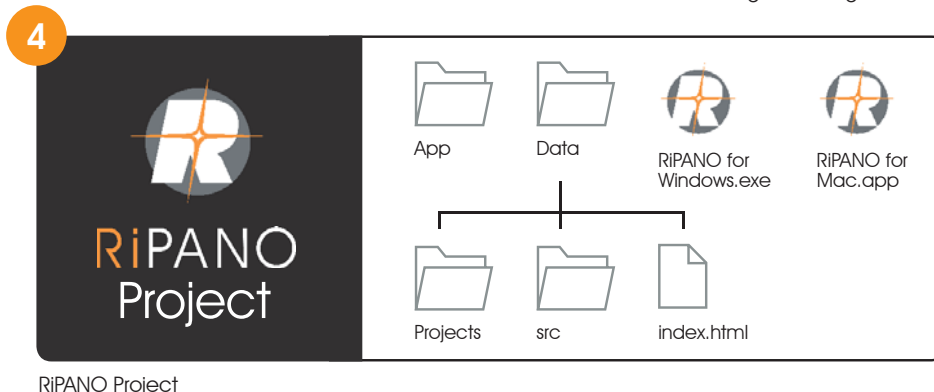 4
RiPANO
Project
App
Data
RiPANO for
Windows.exe
RiPANO for
Mac.app
Projects
src
index.html
RiPANO Project